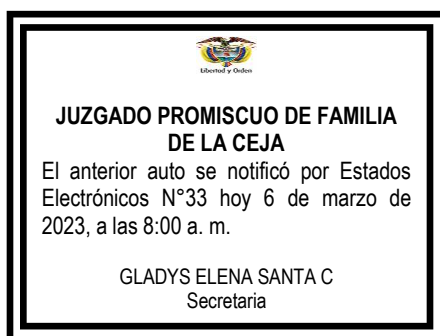 Libertad y Orden
JUZGADO PROMISCUO DE FAMILIA
DE LA CEJA
El anterior auto se notificó por Estados
Electrónicos N°33 hoy 6 de marzo de
2023, a las 8:00 a. m.
GLADYS ELENA SANTA C
Secretaria